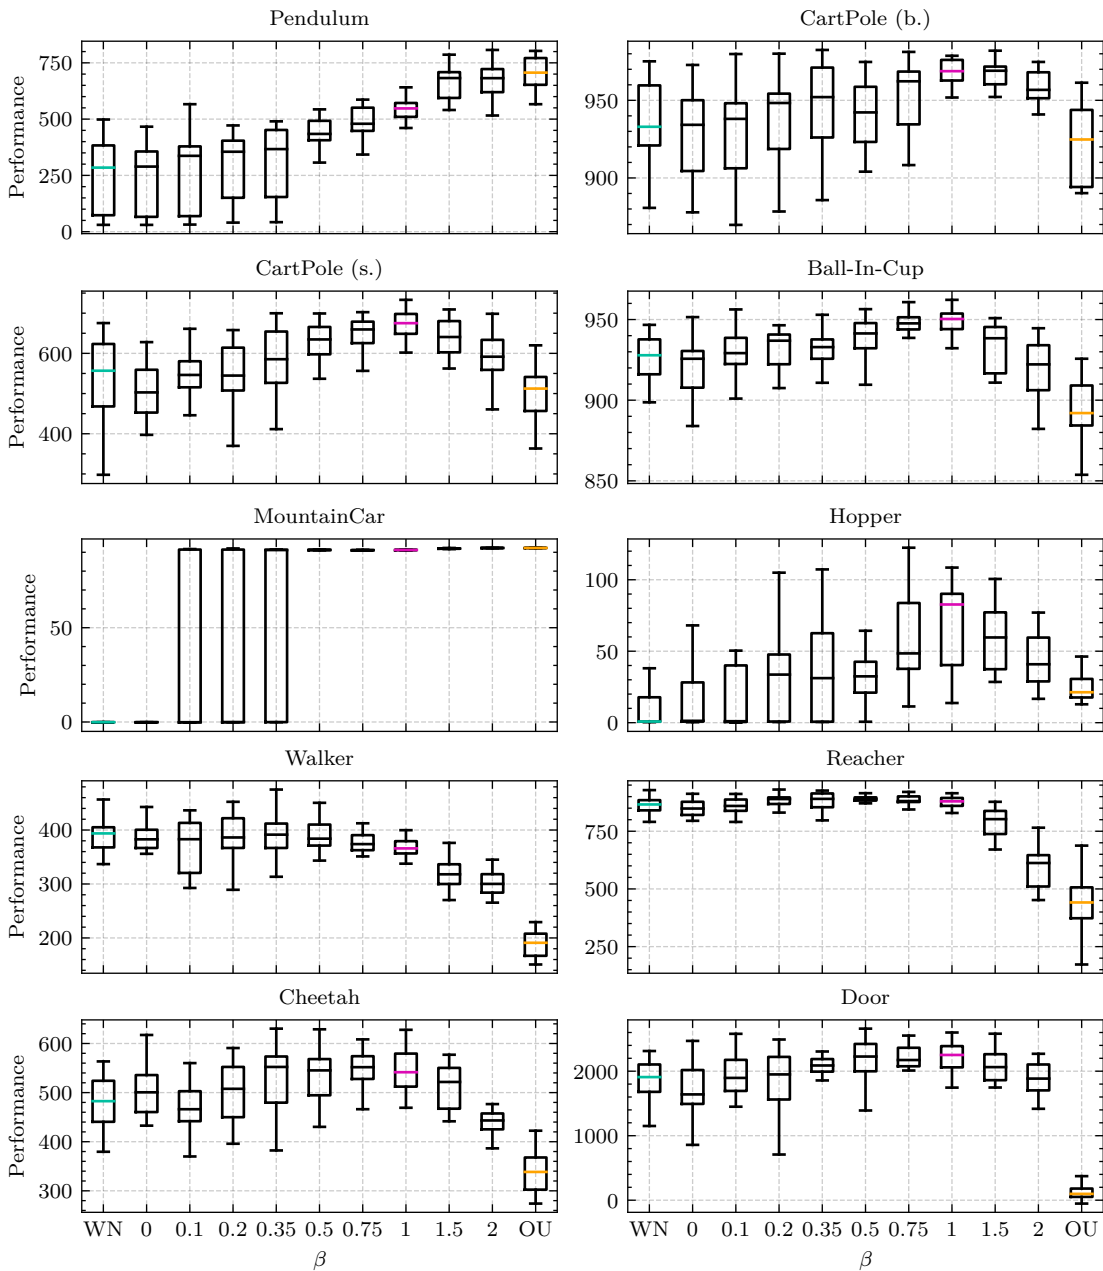 Pendulum
CartPole (b.)
Performance
750
500
250
0
950
900
CartPole (s.)
Ball-In-Cup
Performance
600
400
950
900
850
MountainCar
Hopper
Performance
50
0
100
50
0
Walker
Reacher
Performance
400
300
200
750
500
250
Cheetah
Door
Performance
600
500
400
300
2000
1000
0
WN 0 0.1 0.2 0.35 0.5 0.75 1 1.5 2 OU
WN 0 0.1 0.2 0.35 0.5 0.75 1 1.5 2 OU
β
β